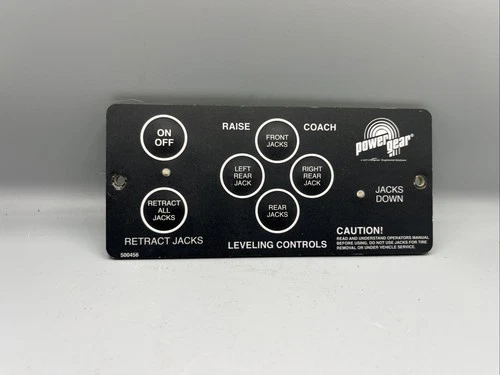 ON
OFF
RAISE COACH
FRONT
JACKS
power gear
LEFT
REAR
JACK
RIGHT
REAR
JACK
RETRACT
ALL
JACKS
REAR
JACKS
JACKS
DOWN
RETRACT JACKS
LEVELING CONTROLS
CAUTION!
READ AND UNDERSTAND OPERATORS MANUAL
BEFORE USING. DO NOT USE JACKS FOR TIRE
REMOVAL OR UNDER VEHICLE SERVICE.
500456